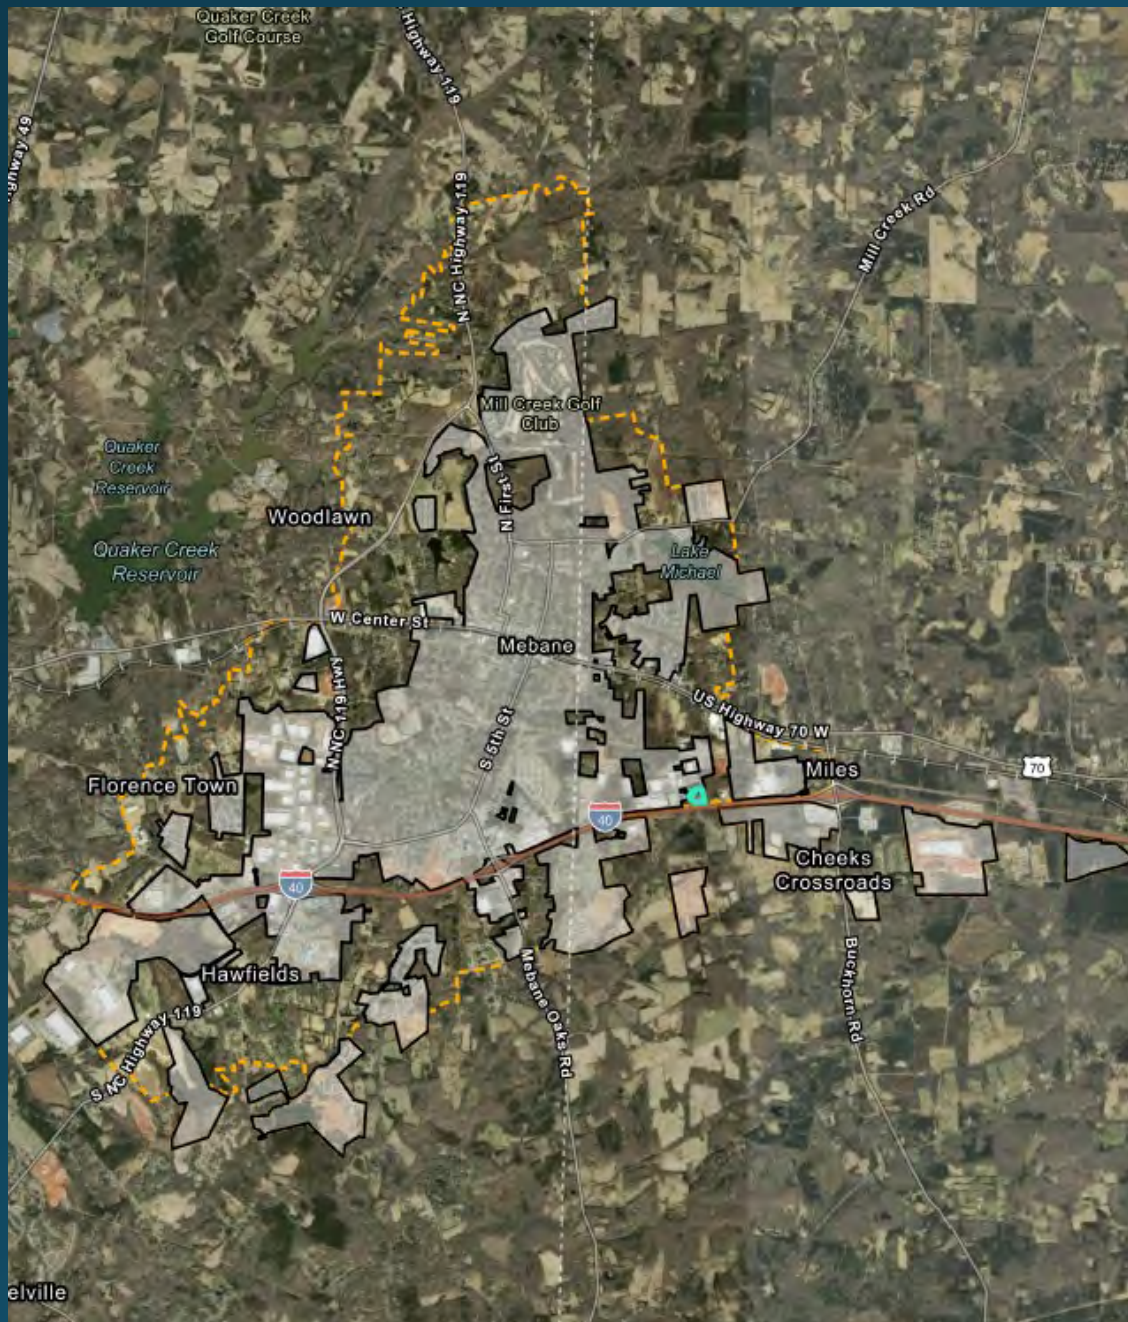 Quaker Creek
Golf Course
Highway 119
Highway 49
N NC Highway 119
Mill Creek Rd
Mill Creek Golf
Club
Quaker
Creek
Reservoir
N First St
Woodlawn
Quaker Creek
Reservoir
Lake
Michael
W Center St
Mebane
N NC 119 Hwy
S 5th St
US Highway 70 W
70
Florence Town
Miles
40
Cheeks
Crossroads
40
Hawfields
Mebane Oaks Rd
Buckhorn Rd
S NC Highway 119
elville